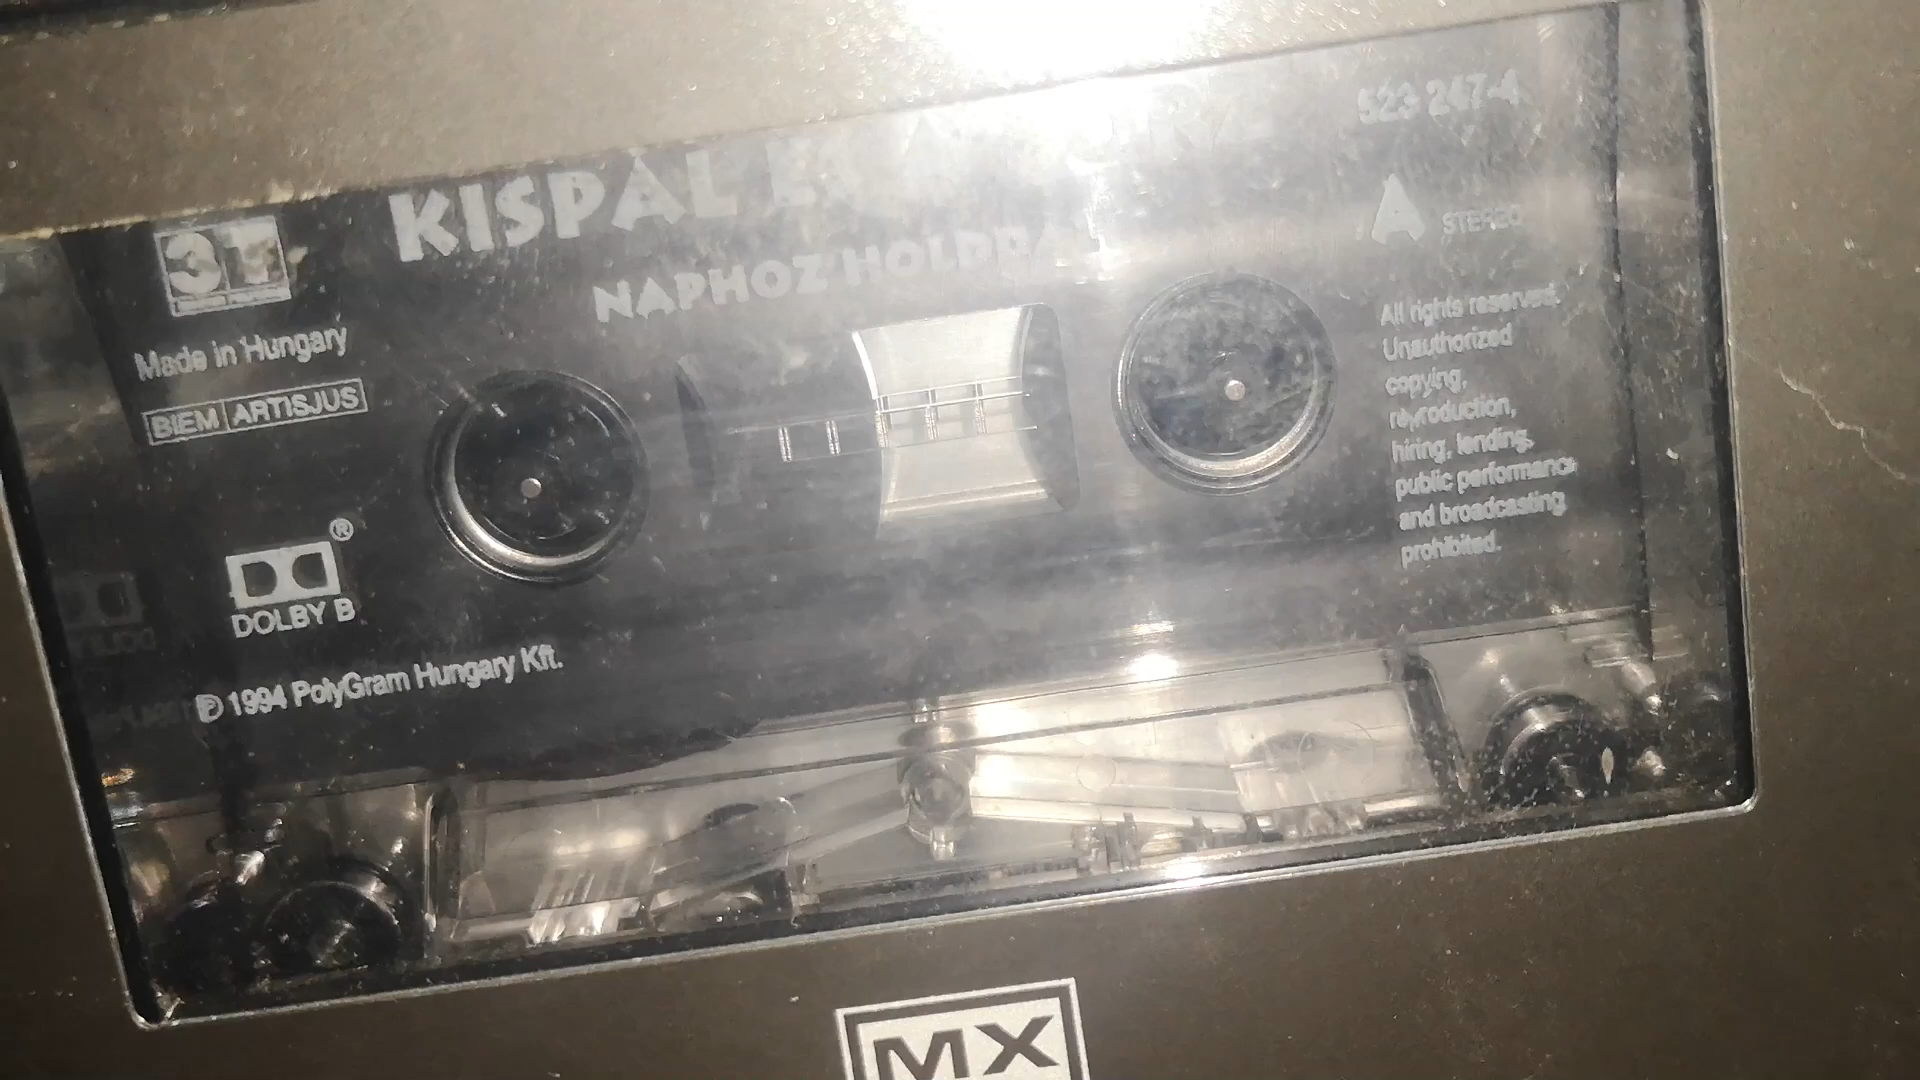 523 247-4
KISPÁL
NAPHOZ HOLD
3T
A STEREO
Made in Hungary
BIEM ARTISJUS
All rights reserved.
Unauthorized
copying,
reproduction,
hiring, lending,
public performance
and broadcasting
prohibited.
®
DOLBY B
℗ 1994 PolyGram Hungary Kft.
MX